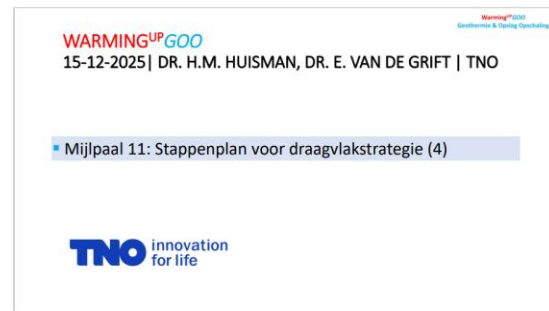 WarmingUPGOO
Geothermie & Opslag Opschaling
WARMINGUPGOO
15-12-2025| DR. H.M. HUISMAN, DR. E. VAN DE GRIFT | TNO
Mijlpaal 11: Stappenplan voor draagvlakstrategie (4)
TNO innovation
for life